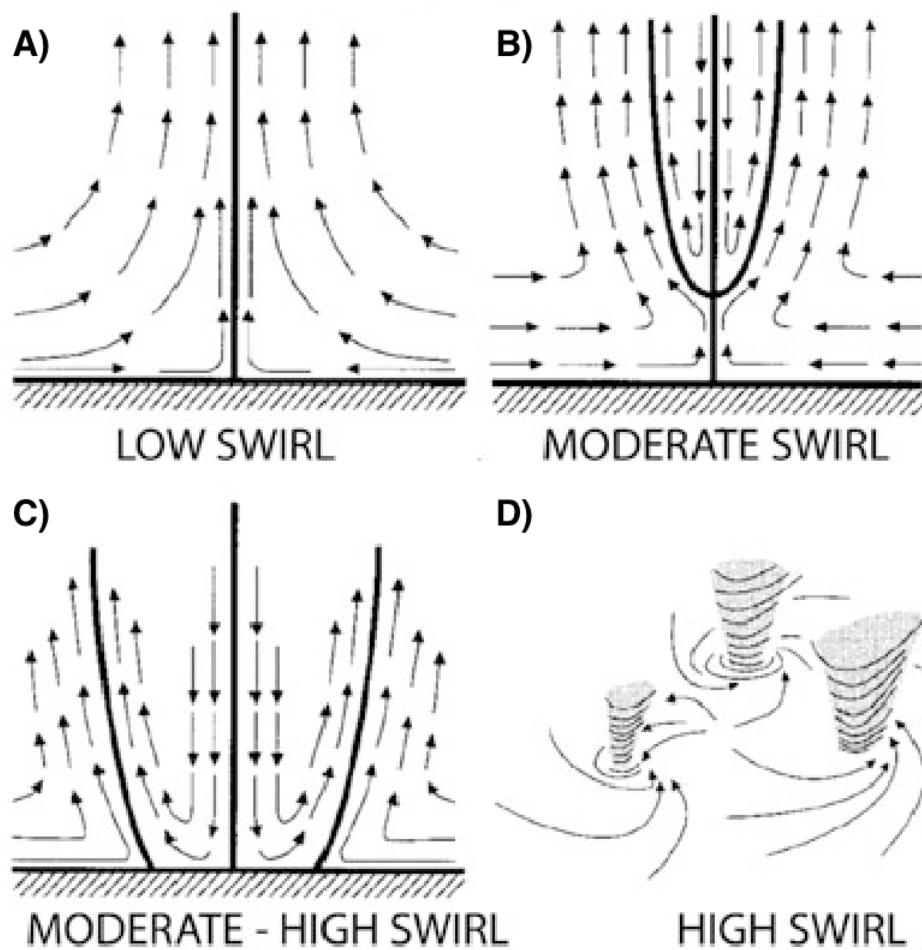 A)
B)
LOW SWIRL
MODERATE SWIRL
C)
D)
MODERATE - HIGH SWIRL
HIGH SWIRL